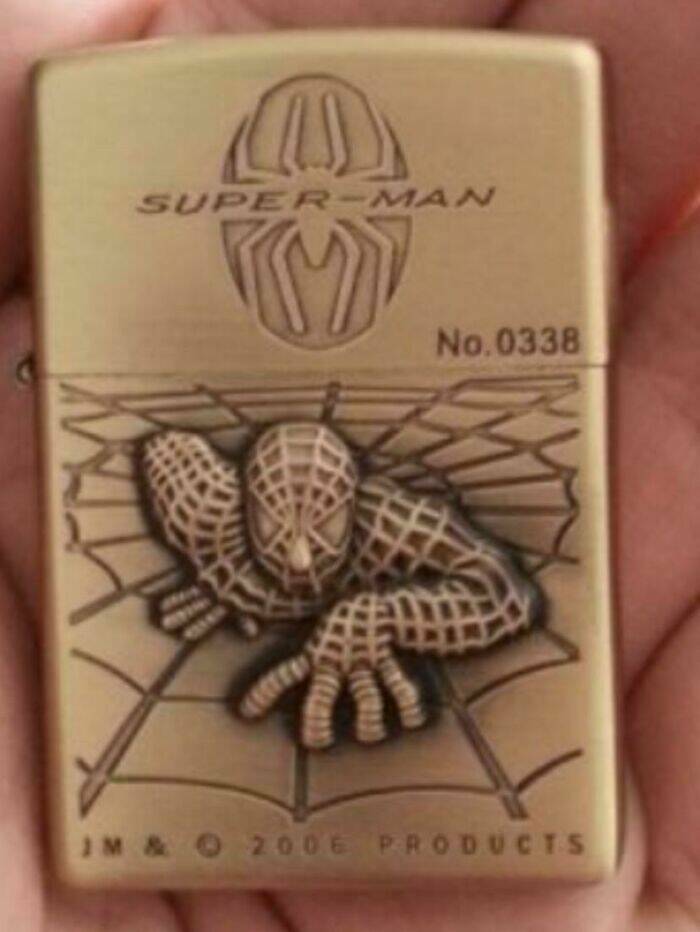 SUPER-MAN
No.0338
JM & © 2006 PRODUCTS